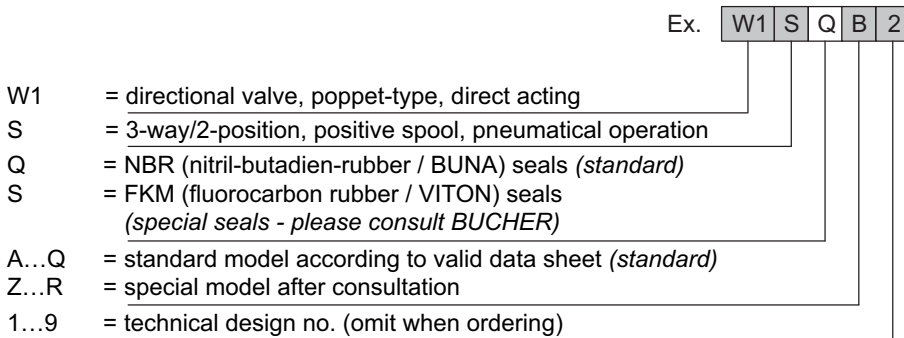 Ex. W1 S Q B 2
W1 = directional valve, poppet-type, direct acting
S = 3-way/2-position, positive spool, pneumatical operation
Q = NBR (nitril-butadien-rubber / BUNA) seals (standard)
S = FKM (fluorocarbon rubber / VITON) seals
(special seals - please consult BUCHER)
A…Q = standard model according to valid data sheet (standard)
Z…R = special model after consultation
1…9 = technical design no. (omit when ordering)